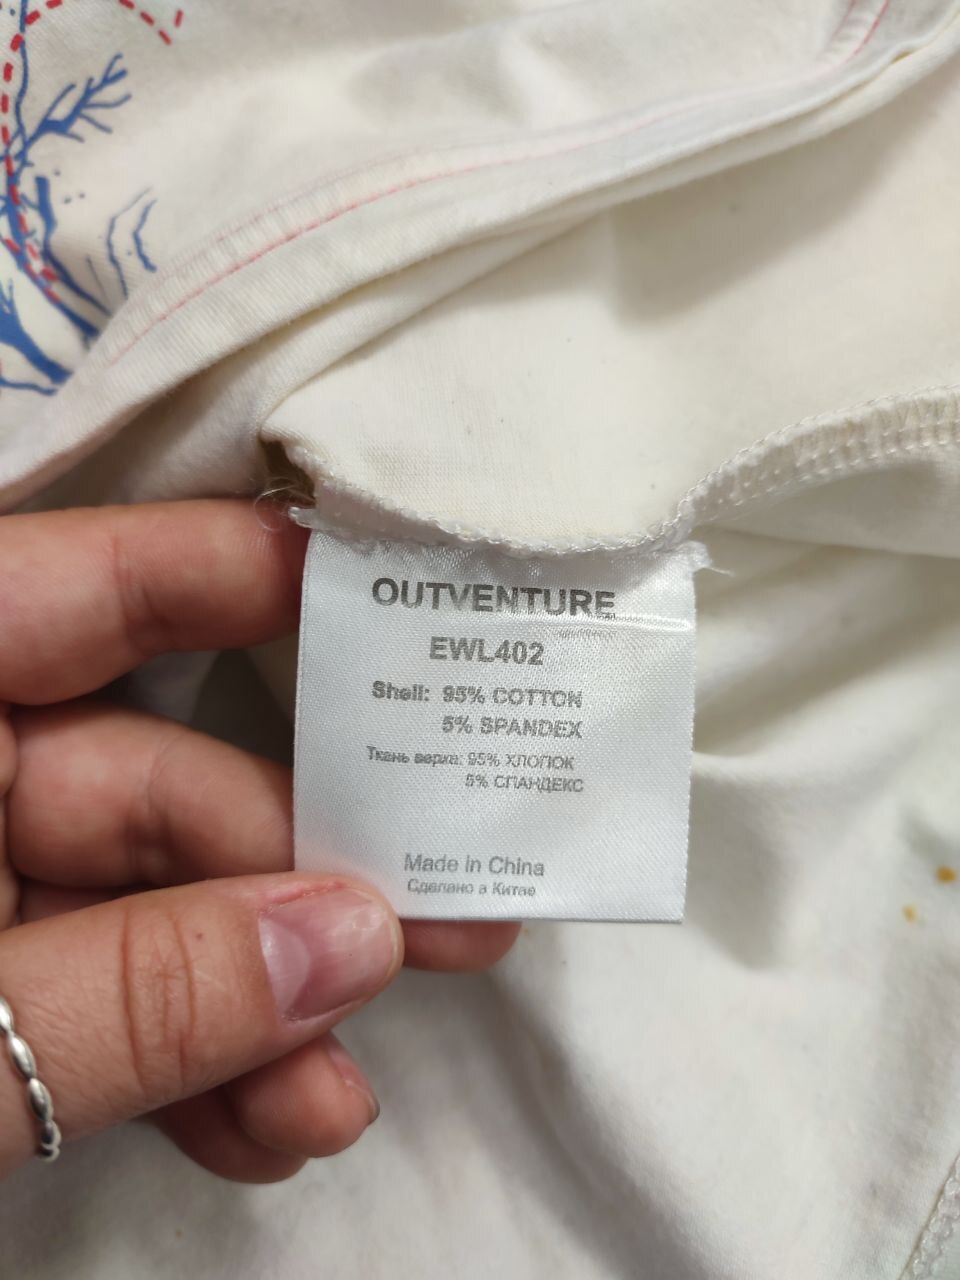 OUTVENTURE
EWL402
Shell: 95% COTTON
5% SPANDEX
Ткань верха: 95% ХЛОПОК
5% СПАНДЕКС
Made in China
Сделано в Китае